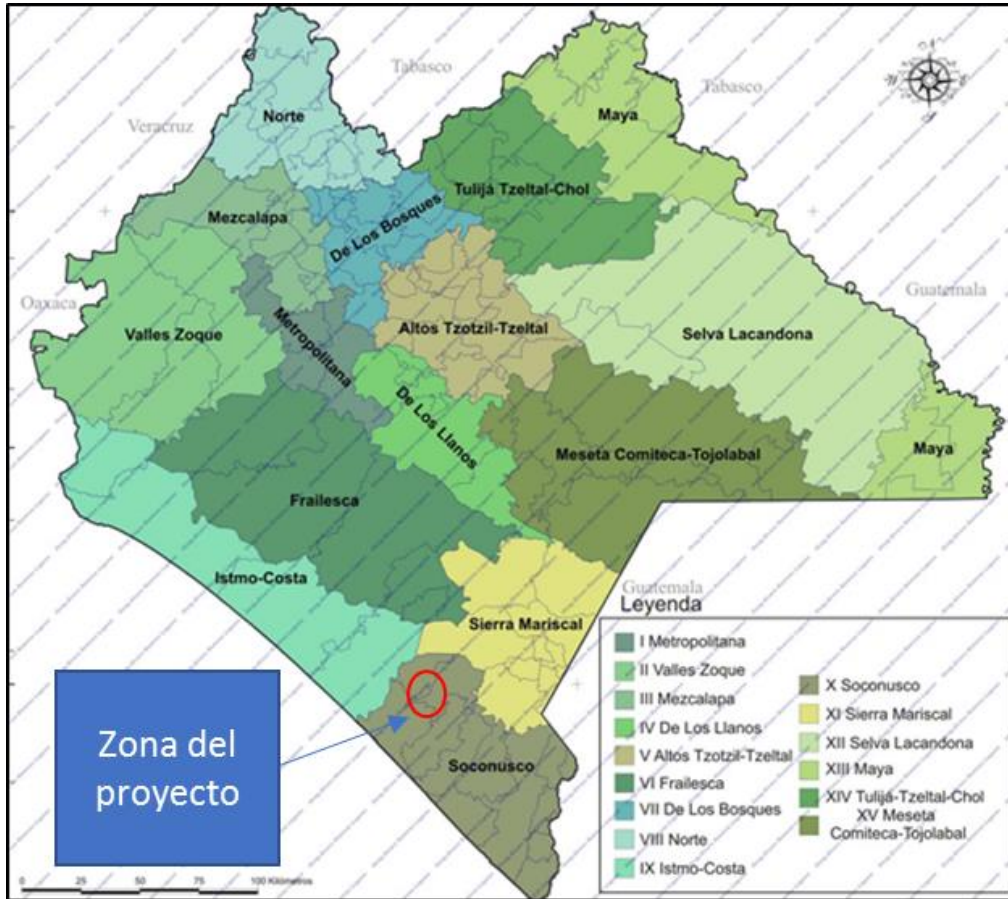 Tabasco
Tabasco
Veracruz
Norte
Maya
Tulijá Tzeltal-Chol
Mezcalapa
De Los Bosques
Oaxaca
Guatemala
Valles Zoque
Metropolitana
Altos Tzotzil-Tzeltal
Selva Lacandona
De Los Llanos
Meseta Comiteca-Tojolabal
Maya
Frailesca
Istmo-Costa
Guatemala
Sierra Mariscal
Soconusco
Zona del
proyecto
Leyenda
I Metropolitana
II Valles Zoque
III Mezcalapa
IV De Los Llanos
V Altos Tzotzil-Tzeltal
VI Frailesca
VII De Los Bosques
VIII Norte
IX Istmo-Costa
X Soconusco
XI Sierra Mariscal
XII Selva Lacandona
XIII Maya
XIV Tulijá-Tzeltal-Chol
XV Meseta
Comiteca-Tojolabal
0 25 50 75 100 Kilómetros